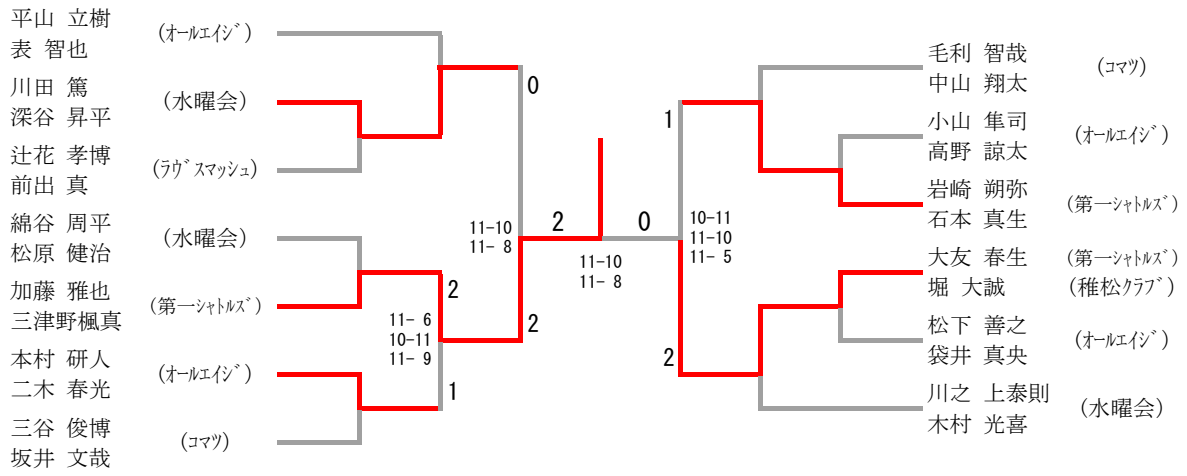 平山 立樹
表 智也
(オールエイジ)
川田 篤
深谷 昇平
(水曜会)
辻花 孝博
前出 真
(ラヴスマッシュ)
綿谷 周平
松原 健治
(水曜会)
加藤 雅也
三津野楓真
(第一シャトルズ)
本村 研人
二木 春光
(オールエイジ)
三谷 俊博
坂井 文哉
(コマツ)
0
2
11- 6
10-11
11- 9
1
11-10
11- 8
2
2
11-10
11- 8
0
1
10-11
11-10
11- 5
2
毛利 智哉
中山 翔太
(コマツ)
小山 隼司
高野 諒太
(オールエイジ)
岩崎 朔弥
石本 真生
(第一シャトルズ)
大友 春生
堀 大誠
(第一シャトルズ)
(稚松クラブ)
松下 善之
袋井 真央
(オールエイジ)
川之 上泰則
木村 光喜
(水曜会)